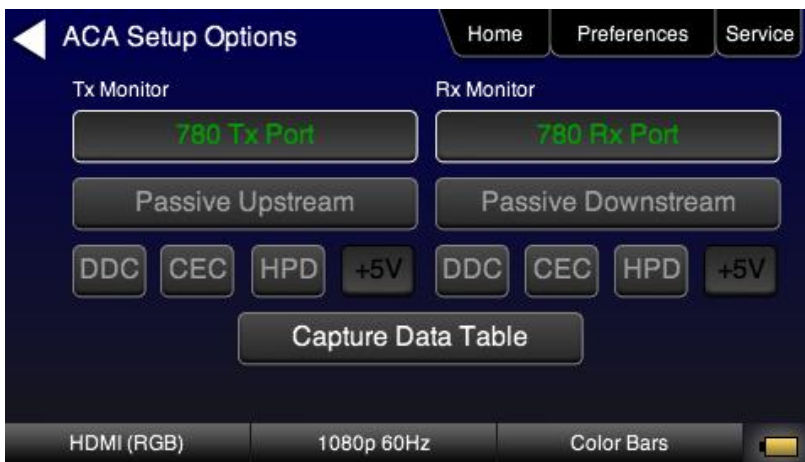 ACA Setup Options
Home
Preferences
Service
Tx Monitor
Rx Monitor
780 Tx Port
780 Rx Port
Passive Upstream
Passive Downstream
DDC
CEC
HPD
+5V
DDC
CEC
HPD
+5V
Capture Data Table
HDMI (RGB)
1080p 60Hz
Color Bars